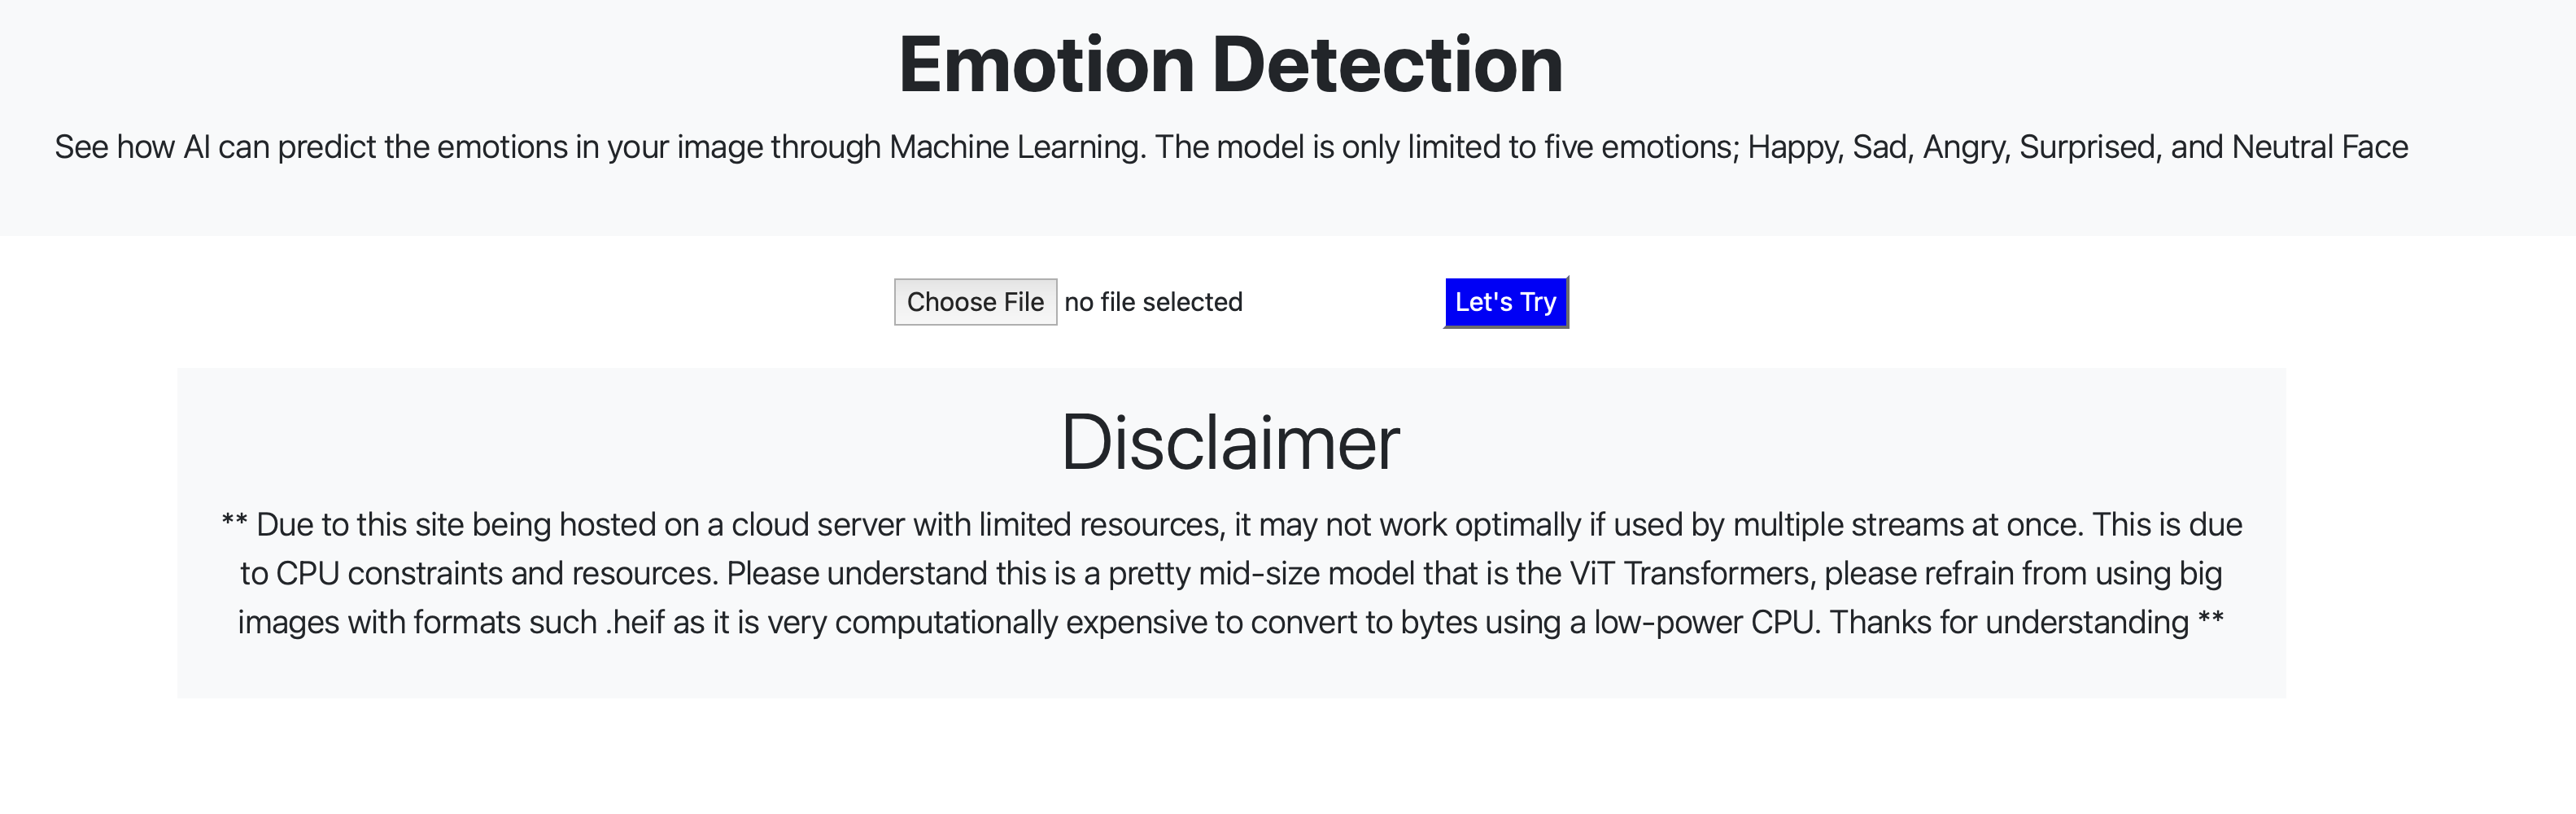 Emotion Detection
See how AI can predict the emotions in your image through Machine Learning. The model is only limited to five emotions; Happy, Sad, Angry, Surprised, and Neutral Face
Choose File no file selected Let's Try
Disclaimer
** Due to this site being hosted on a cloud server with limited resources, it may not work optimally if used by multiple streams at once. This is due
to CPU constraints and resources. Please understand this is a pretty mid-size model that is the ViT Transformers, please refrain from using big
images with formats such .heif as it is very computationally expensive to convert to bytes using a low-power CPU. Thanks for understanding **